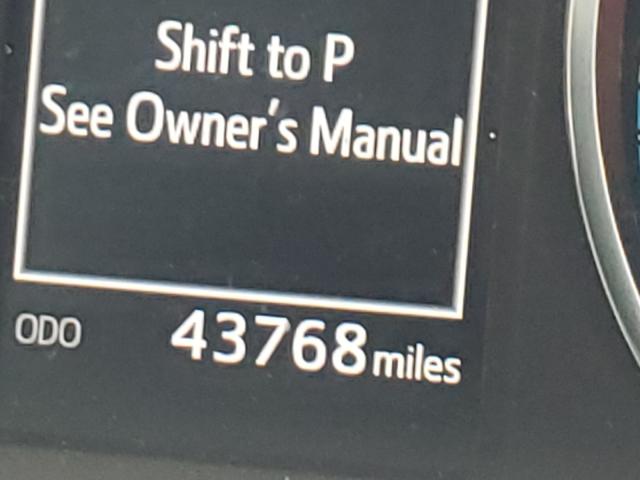 Shift to P
See Owner's Manual
ODO 43768 miles